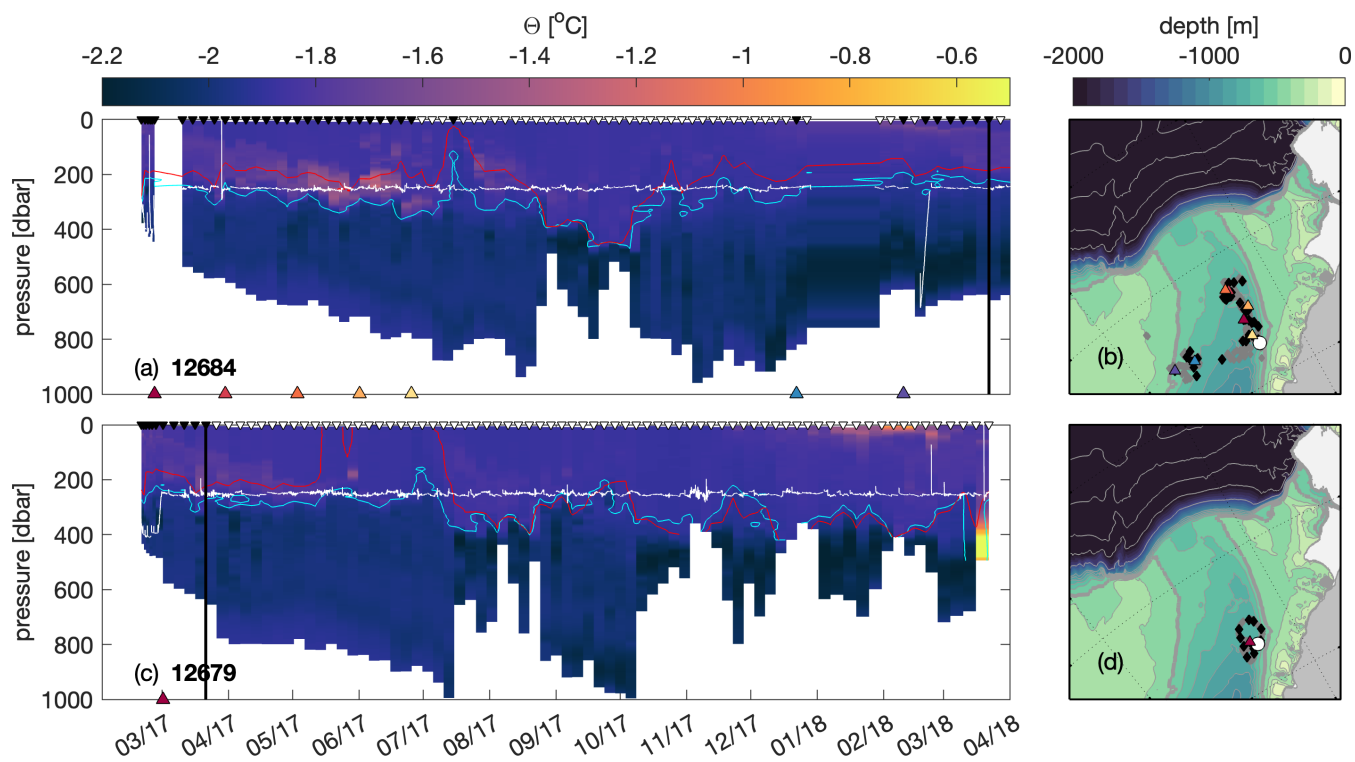 Θ [°C]
-2.2 -2 -1.8 -1.6 -1.4 -1.2 -1 -0.8 -0.6
depth [m]
-2000 -1000 0
pressure [dbar]
0
200
400
600
800
1000
(a) 12684
(b)
pressure [dbar]
0
200
400
600
800
1000
(c) 12679
(d)
03/17 04/17 05/17 06/17 07/17 08/17 09/17 10/17 11/17 12/17 01/18 02/18 03/18 04/18